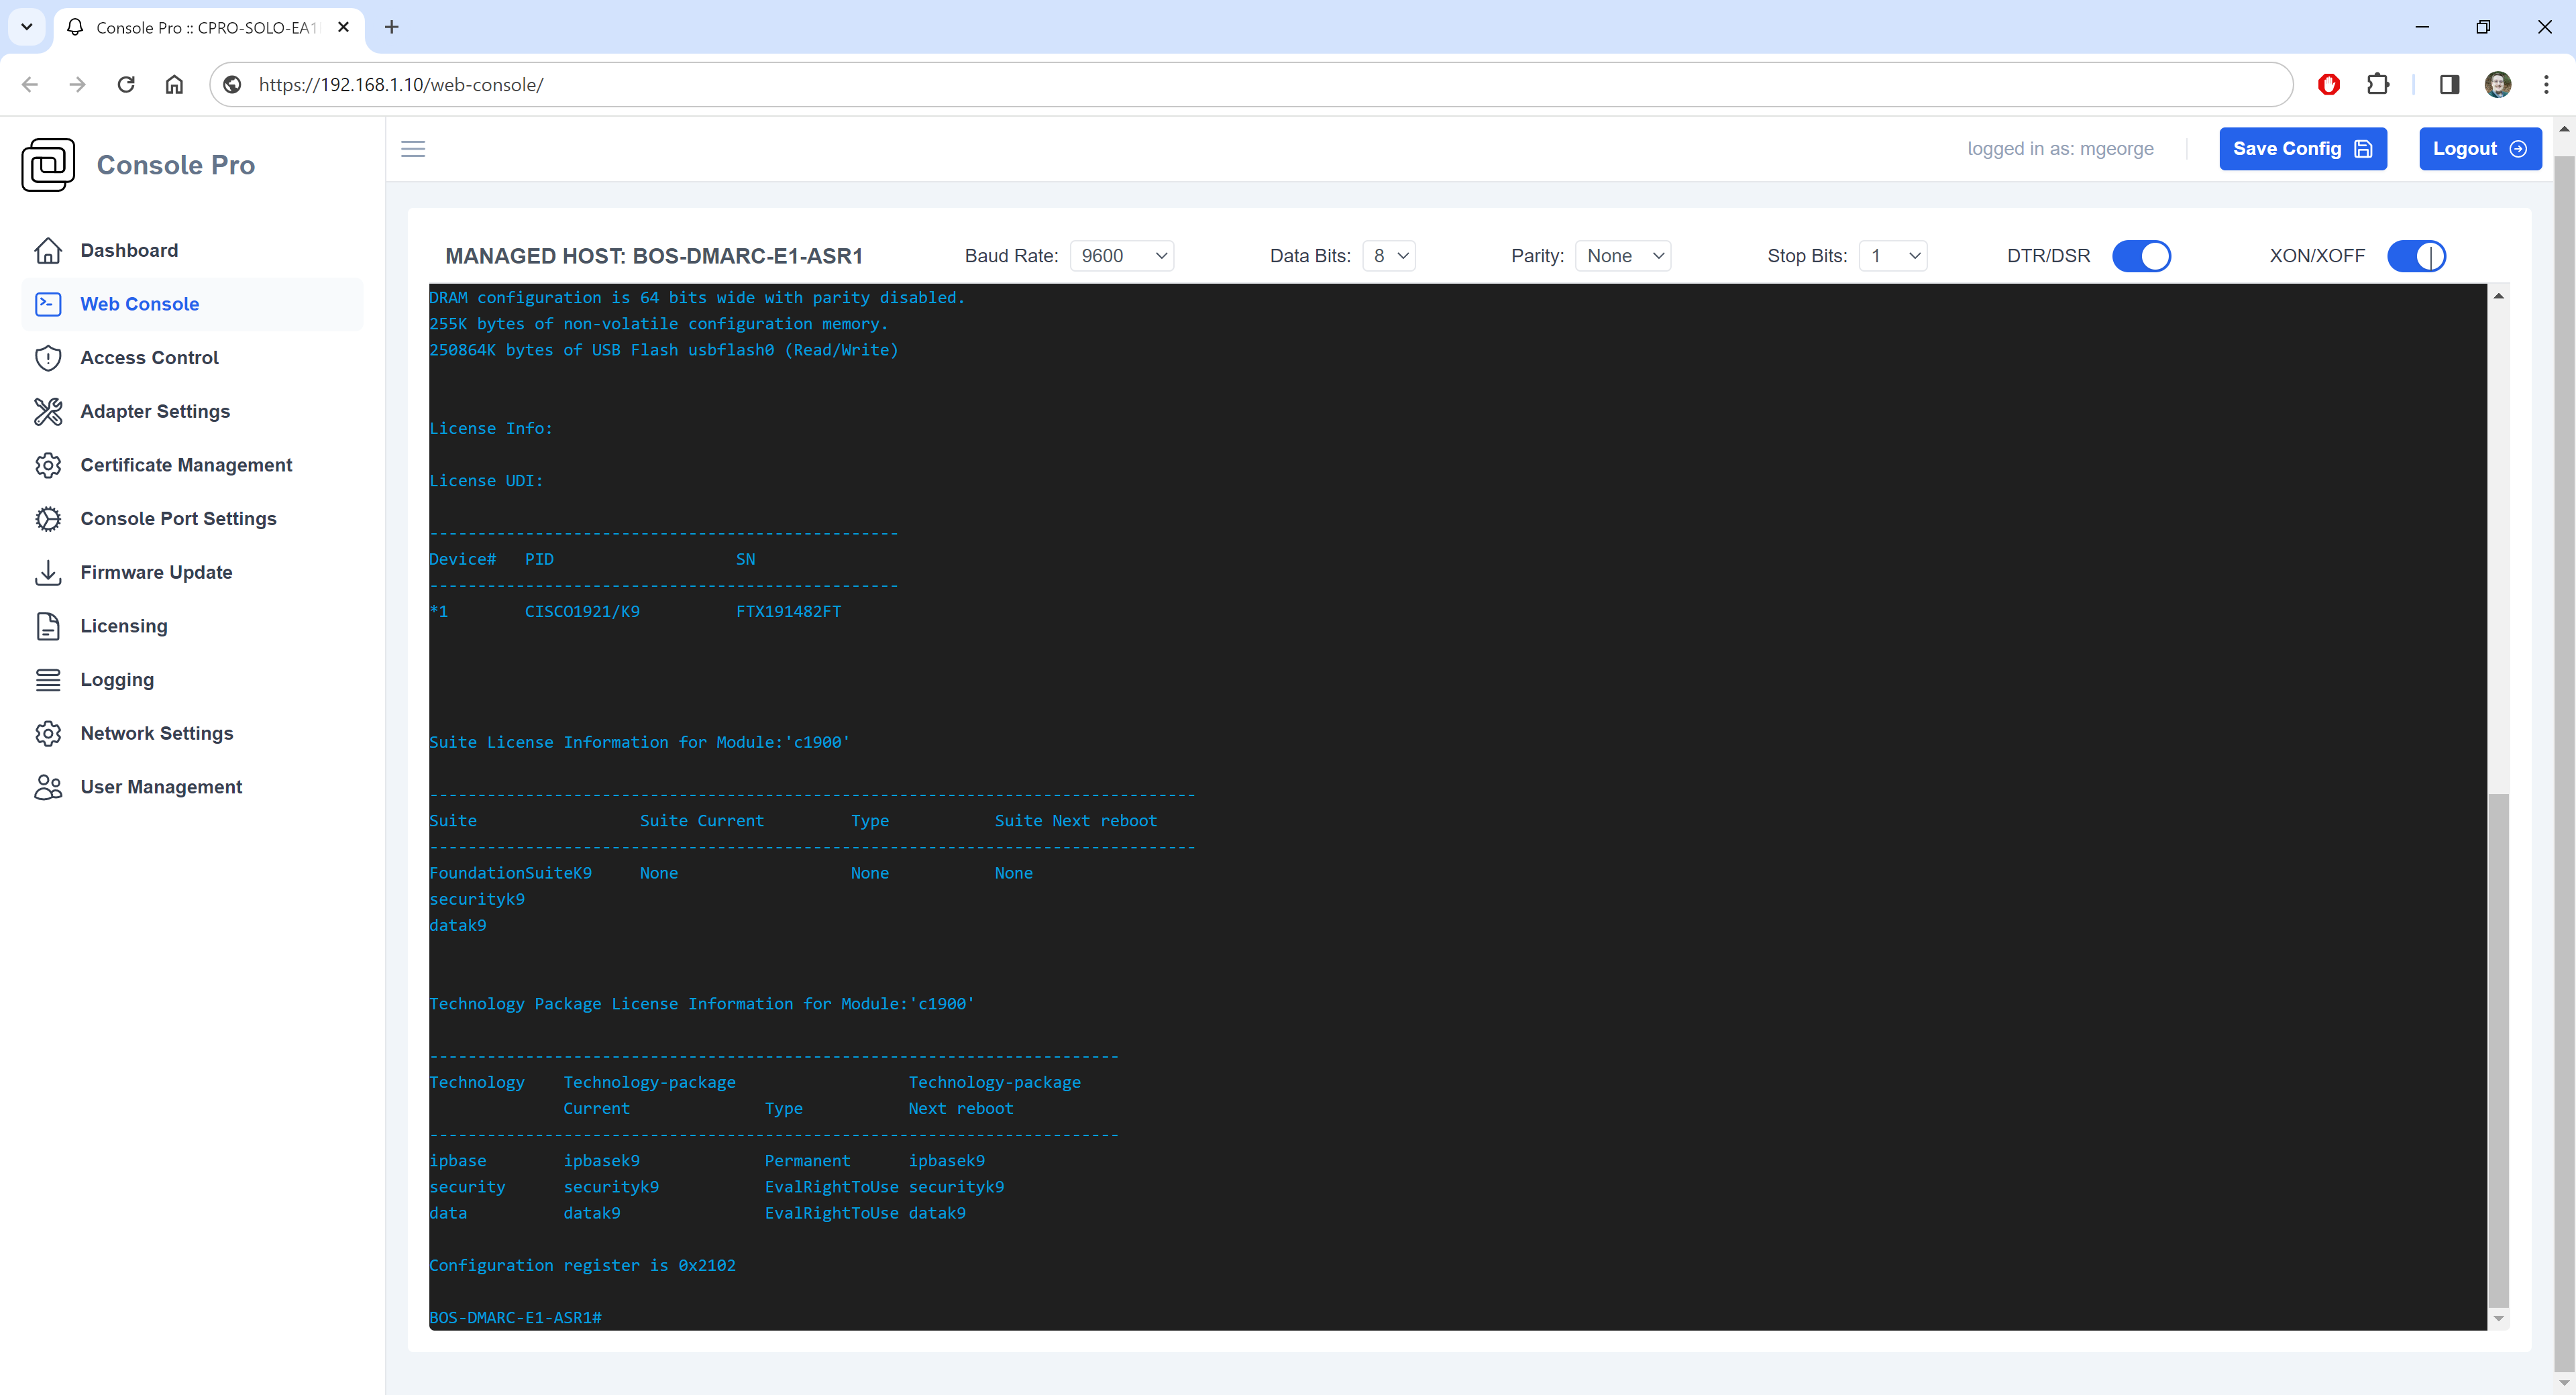 Console Pro :: CPRO-SOLO-EA1
https://192.168.1.10/web-console/
Console Pro
logged in as: mgeorge
Save Config
Logout
Dashboard
Web Console
Access Control
Adapter Settings
Certificate Management
Console Port Settings
Firmware Update
Licensing
Logging
Network Settings
User Management
MANAGED HOST: BOS-DMARC-E1-ASR1 Baud Rate: 9600 Data Bits: 8 Parity: None Stop Bits: 1 DTR/DSR XON/XOFF
DRAM configuration is 64 bits wide with parity disabled.
255K bytes of non-volatile configuration memory.
250864K bytes of USB Flash usbflash0 (Read/Write)
License Info:
License UDI:
-------------------------------------------------
Device#   PID                   SN
-------------------------------------------------
*1        CISCO1921/K9          FTX191482FT
Suite License Information for Module:'c1900'
--------------------------------------------------------------------------------
Suite                 Suite Current         Type           Suite Next reboot
--------------------------------------------------------------------------------
FoundationSuiteK9     None                  None           None
securityk9
datak9
Technology Package License Information for Module:'c1900'
------------------------------------------------------------------------
Technology    Technology-package                  Technology-package
              Current              Type           Next reboot
------------------------------------------------------------------------
ipbase        ipbasek9             Permanent      ipbasek9
security      securityk9           EvalRightToUse securityk9
data          datak9               EvalRightToUse datak9
Configuration register is 0x2102
BOS-DMARC-E1-ASR1#